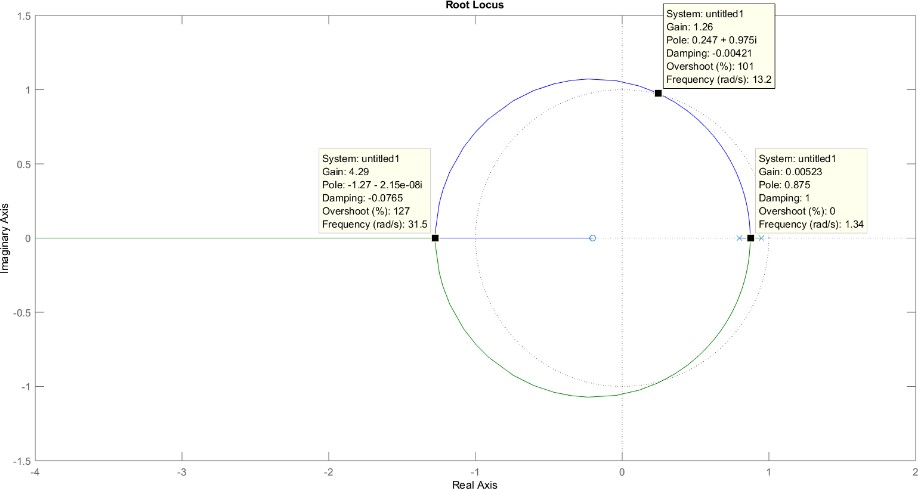 Root Locus
System: untitled1
Gain: 1.26
Pole: 0.247 + 0.975i
Damping: -0.00421
Overshoot (%): 101
Frequency (rad/s): 13.2
System: untitled1
Gain: 4.29
Pole: -1.27 - 2.15e-08i
Damping: -0.0765
Overshoot (%): 127
Frequency (rad/s): 31.5
System: untitled1
Gain: 0.00523
Pole: 0.875
Damping: 1
Overshoot (%): 0
Frequency (rad/s): 1.34
Imaginary Axis
1.5
1
0.5
0
-0.5
-1
-1.5
-4
-3
-2
-1
0
1
2
Real Axis